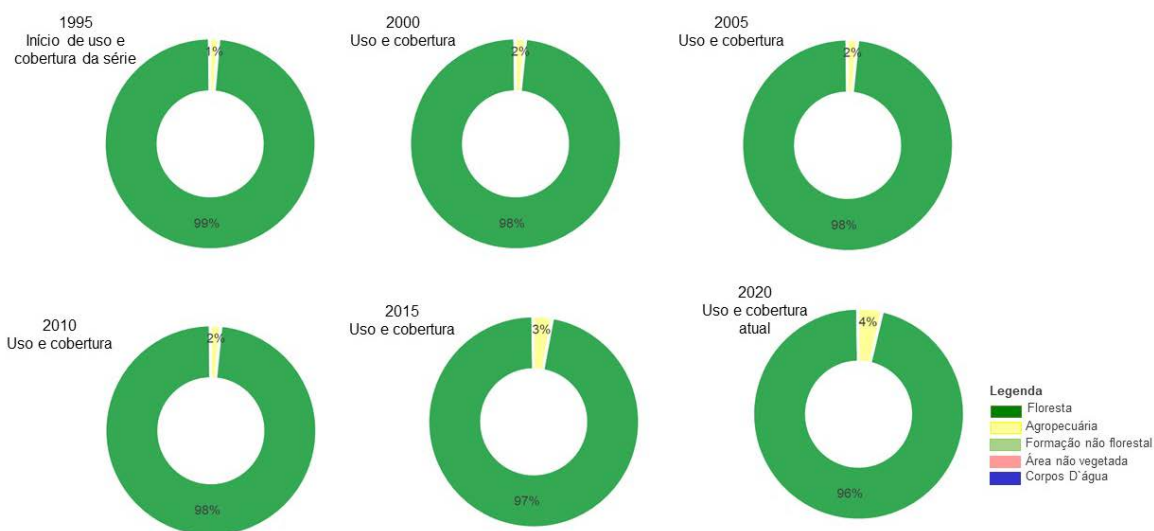 1995
Início de uso e
cobertura da série
1%
99%
2000
Uso e cobertura
2%
98%
2005
Uso e cobertura
2%
98%
2010
Uso e cobertura
2%
98%
2015
Uso e cobertura
3%
97%
2020
Uso e cobertura
atual
4%
96%
Legenda
Floresta
Agropecuária
Formação não florestal
Área não vegetada
Corpos D`água